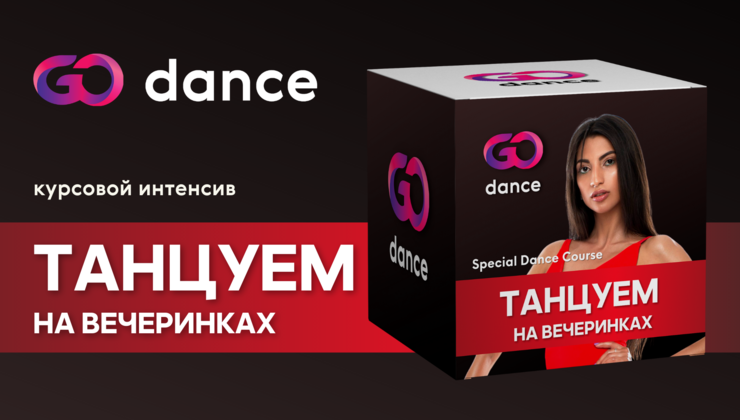 GO dance
курсовой интенсив
ТАНЦУЕМ
НА ВЕЧЕРИНКАХ
GO
dance
GO
dance
Special Dance Course
ТАНЦУЕМ
НА ВЕЧЕРИНКАХ